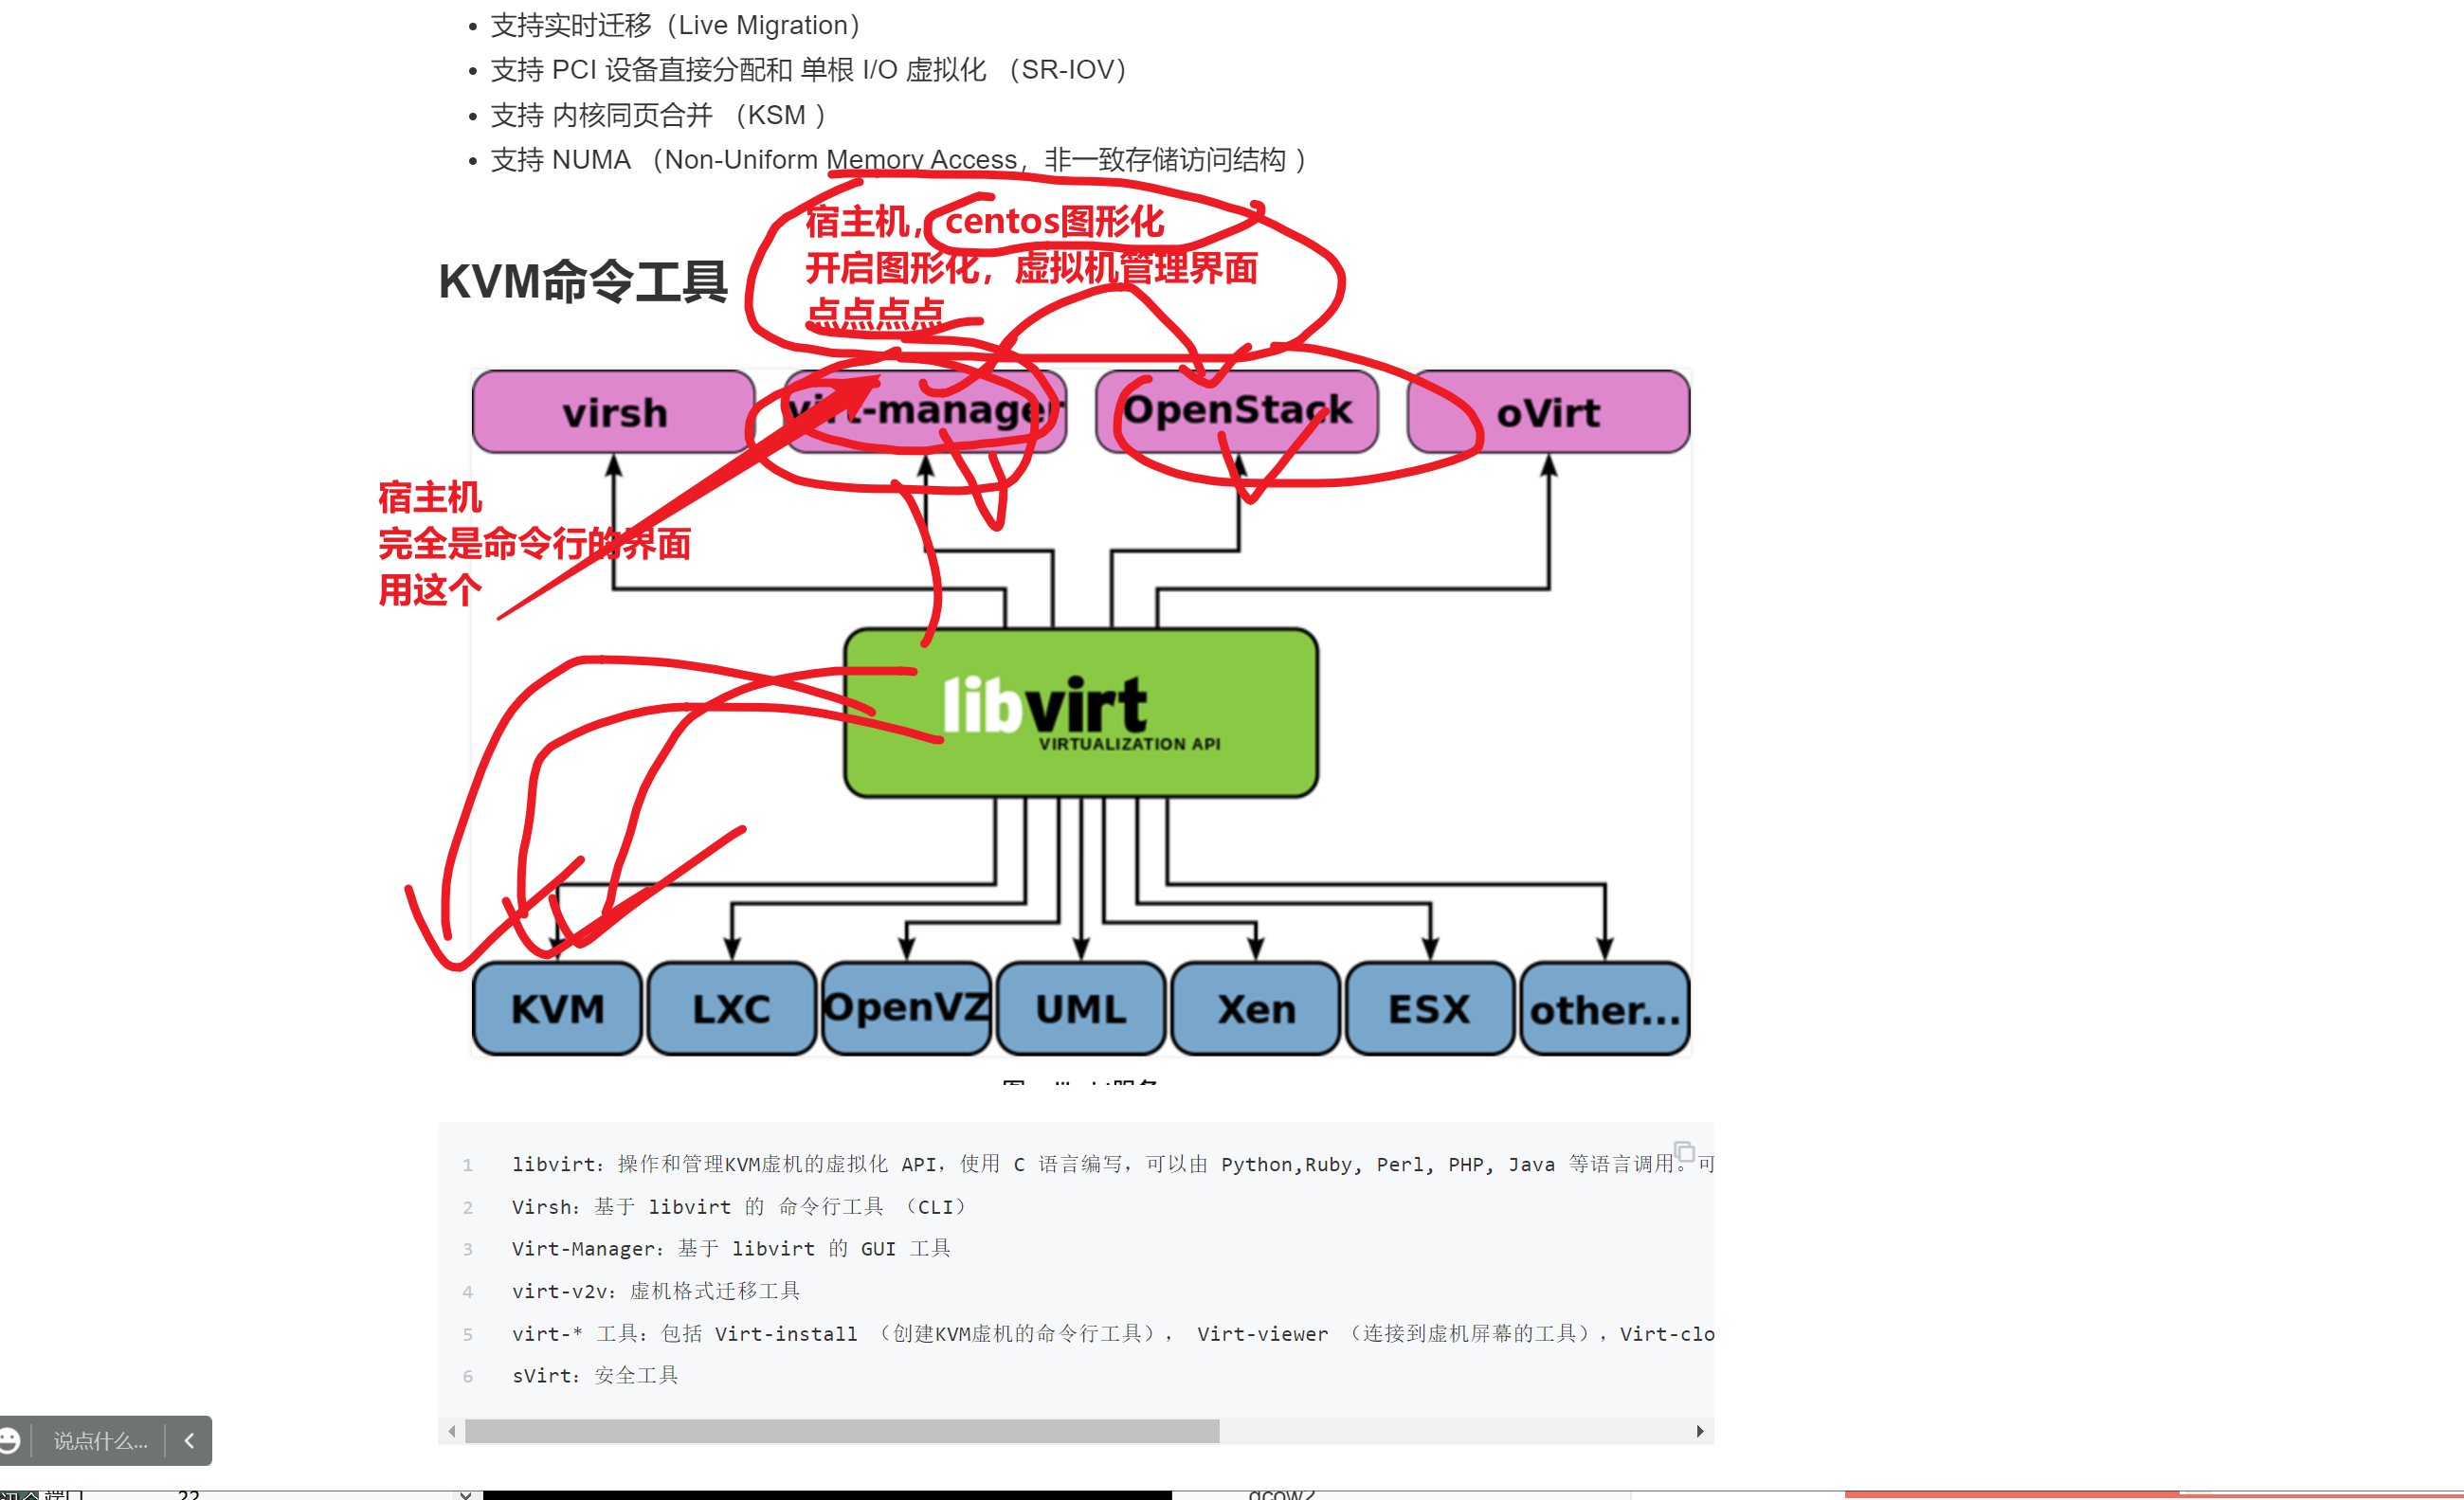 支持实时迁移（Live Migration）
支持 PCI 设备直接分配和 单根 I/O 虚拟化 （SR-IOV）
支持 内核同页合并 （KSM ）
支持 NUMA （Non-Uniform Memory Access，非一致存储访问结构 ）
宿主机，centos图形化
开启图形化，虚拟机管理界面
点点点点
KVM命令工具
virsh
virt-manager
OpenStack
oVirt
宿主机
完全是命令行的界面
用这个
libvirt
VIRTUALIZATION API
KVM
LXC
OpenVZ
UML
Xen
ESX
other...
1 libvirt：操作和管理KVM虚机的虚拟化 API，使用 C 语言编写，可以由 Python,Ruby, Perl, PHP, Java 等语言调用。可
2 Virsh：基于 libvirt 的 命令行工具 （CLI）
3 Virt-Manager：基于 libvirt 的 GUI 工具
4 virt-v2v：虚机格式迁移工具
5 virt-* 工具：包括 Virt-install （创建KVM虚机的命令行工具）， Virt-viewer （连接到虚机屏幕的工具），Virt-clo
6 sVirt：安全工具
说点什么...
22